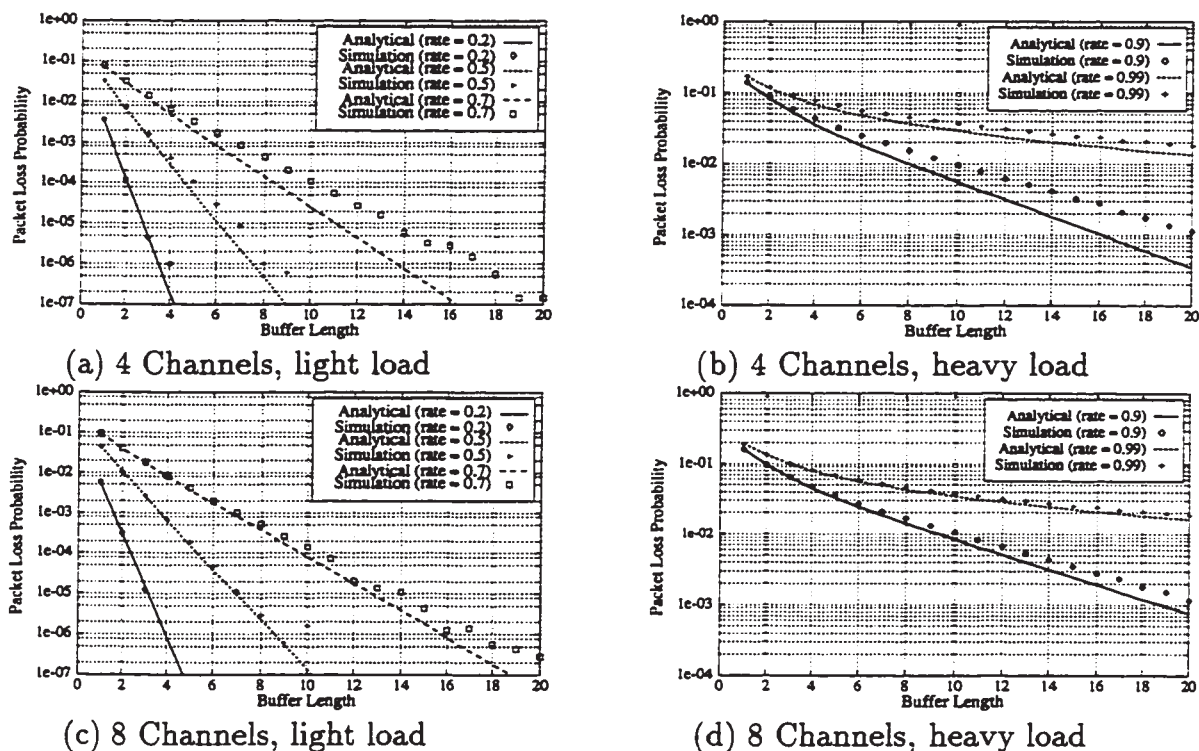 1e+00
1e-01
1e-02
1e-03
1e-04
1e-05
1e-06
1e-07
Packet Loss Probability
Analytical (rate = 0.2)
Simulation (rate = 0.2)
Analytical (rate = 0.5)
Simulation (rate = 0.5)
Analytical (rate = 0.7)
Simulation (rate = 0.7)
2 4 6 8 10 12 14 16 18 20
Buffer Length
(a) 4 Channels, light load
1e+00
1e-01
1e-02
1e-03
1e-04
Packet Loss Probability
Analytical (rate = 0.9)
Simulation (rate = 0.9)
Analytical (rate = 0.99)
Simulation (rate = 0.99)
0 2 4 6 8 10 12 14 16 18 20
Buffer Length
(b) 4 Channels, heavy load
1e+00
1e-01
1e-02
1e-03
1e-04
1e-05
1e-06
1e-07
Packet Loss Probability
Analytical (rate = 0.2)
Simulation (rate = 0.2)
Analytical (rate = 0.5)
Simulation (rate = 0.5)
Analytical (rate = 0.7)
Simulation (rate = 0.7)
0 2 4 6 8 10 12 14 16 18 20
Buffer Length
(c) 8 Channels, light load
1e+00
1e-01
1e-02
1e-03
1e-04
Packet Loss Probability
Analytical (rate = 0.9)
Simulation (rate = 0.9)
Analytical (rate = 0.99)
Simulation (rate = 0.99)
0 2 4 6 8 10 12 14 16 18 20
Buffer Length
(d) 8 Channels, heavy load